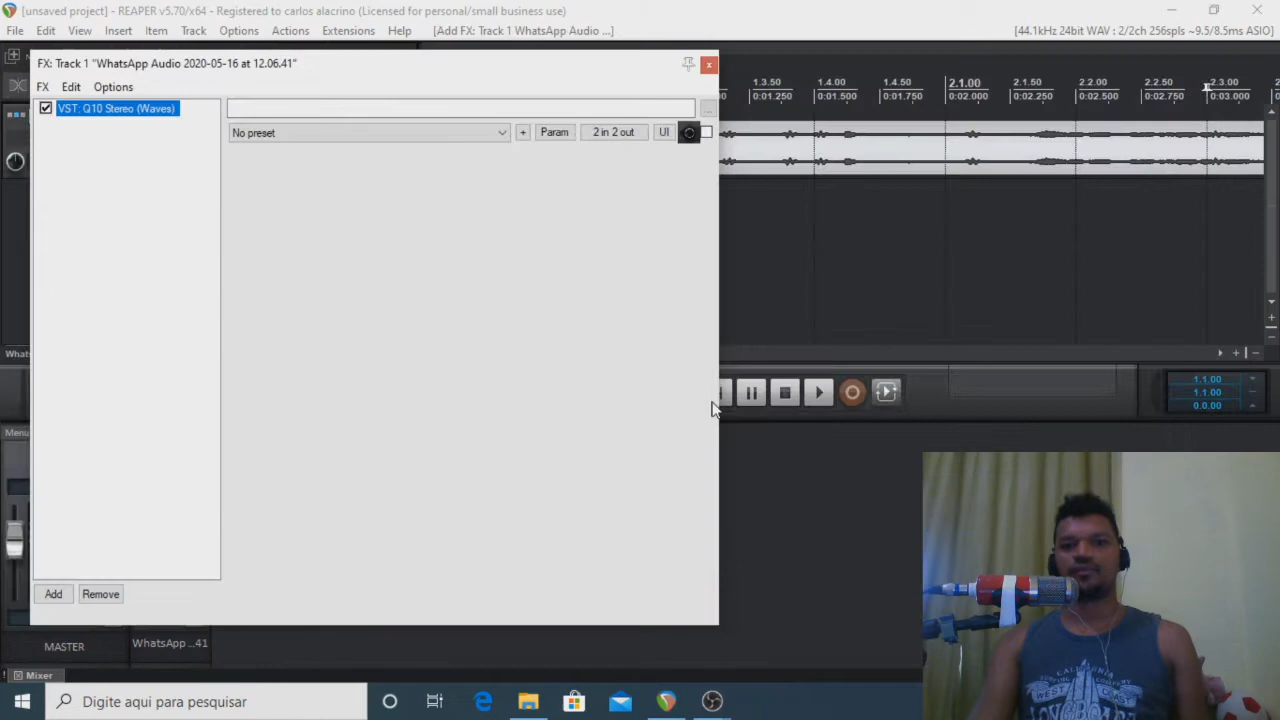 [unsaved project] - REAPER v5.70/x64 - Registered to carlos alacrino (Licensed for personal/small business use)
File Edit View Insert Item Track Options Actions Extensions Help [Add FX: Track 1 WhatsApp Audio ...] [44.1kHz 24bit WAV : 2/2ch 256spls ~9.5/8.5ms ASIO]
FX: Track 1 "WhatsApp Audio 2020-05-16 at 12.06.41"
FX Edit Options
VST: Q10 Stereo (Waves)
...
No preset + Param 2 in 2 out UI
1.3.50 1.4.00 1.4.50 2.1.00 2.1.50 2.2.00 2.2.50 2.3.00
0:01.250 0:01.500 0:01.750 0:02.000 0:02.250 0:02.500 0:02.750 0:03.000
Whats
1.1.00
1.1.00
0.0.00
Menu
Add Remove
MASTER WhatsApp ...41
Mixer
Digite aqui para pesquisar
CALIFORNIA
WEST